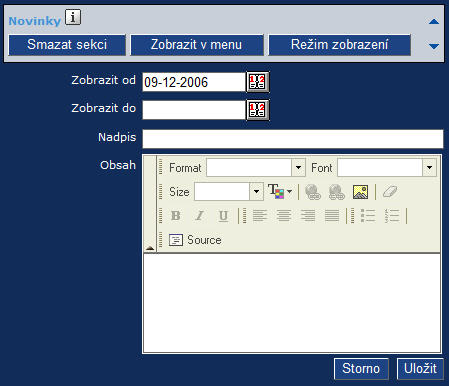 Novinky i
Smazat sekci Zobrazit v menu Režim zobrazení
Zobrazit od 09-12-2006
Zobrazit do
Nadpis
Obsah Format Font
Size T
B I U
Source
Storno Uložit